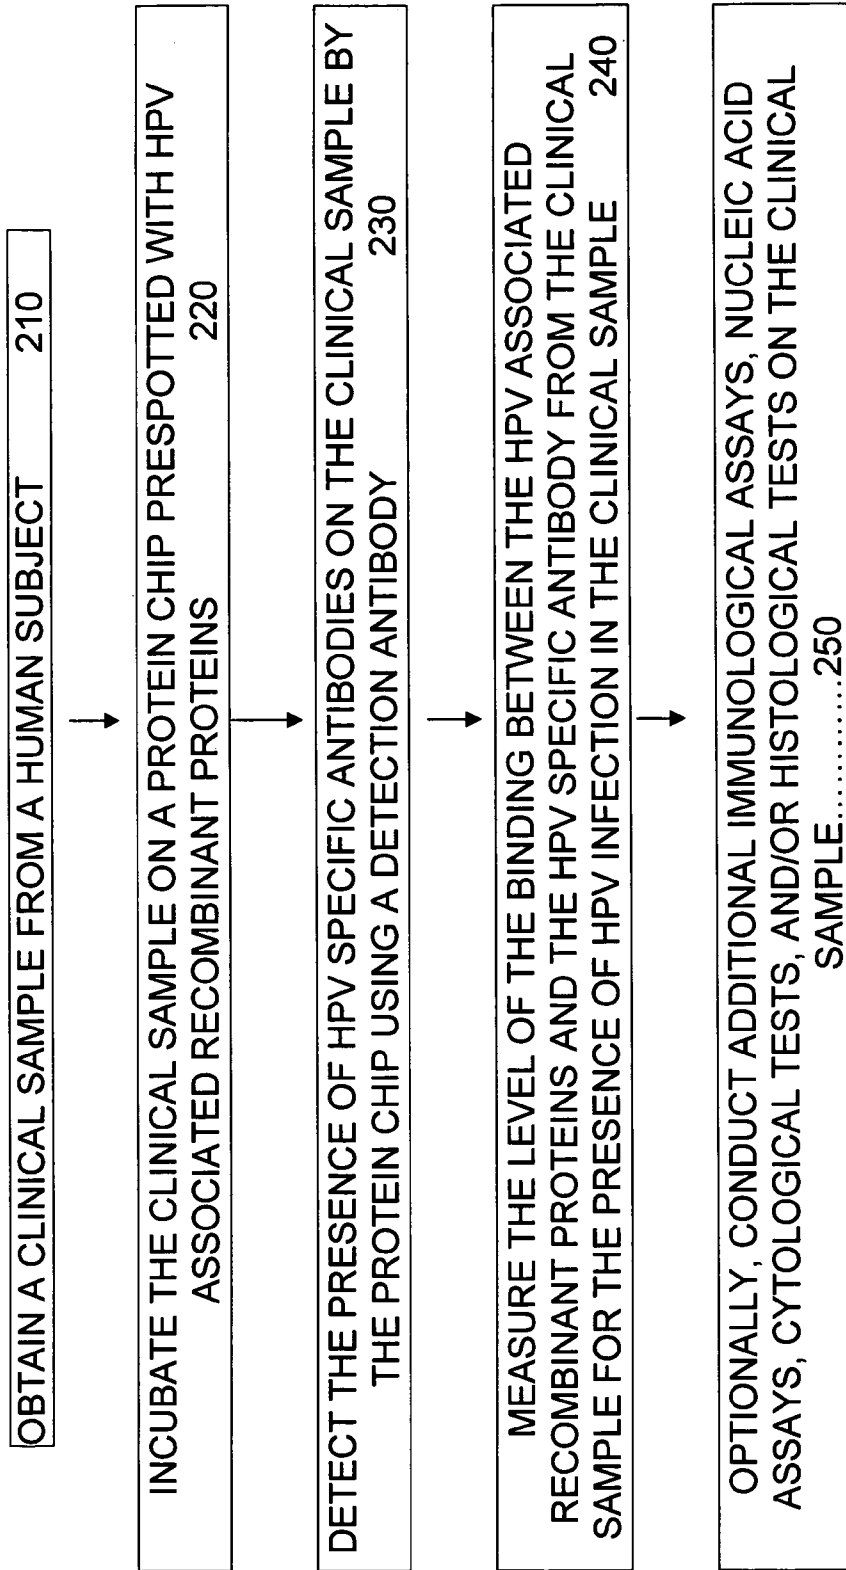 OBTAIN A CLINICAL SAMPLE FROM A HUMAN SUBJECT 210
INCUBATE THE CLINICAL SAMPLE ON A PROTEIN CHIP PRESPOTTED WITH HPV
ASSOCIATED RECOMBINANT PROTEINS 220
DETECT THE PRESENCE OF HPV SPECIFIC ANTIBODIES ON THE CLINICAL SAMPLE BY
THE PROTEIN CHIP USING A DETECTION ANTIBODY 230
MEASURE THE LEVEL OF THE BINDING BETWEEN THE HPV ASSOCIATED
RECOMBINANT PROTEINS AND THE HPV SPECIFIC ANTIBODY FROM THE CLINICAL
SAMPLE FOR THE PRESENCE OF HPV INFECTION IN THE CLINICAL SAMPLE 240
OPTIONALLY, CONDUCT ADDITIONAL IMMUNOLOGICAL ASSAYS, NUCLEIC ACID
ASSAYS, CYTOLOGICAL TESTS, AND/OR HISTOLOGICAL TESTS ON THE CLINICAL
SAMPLE..............250